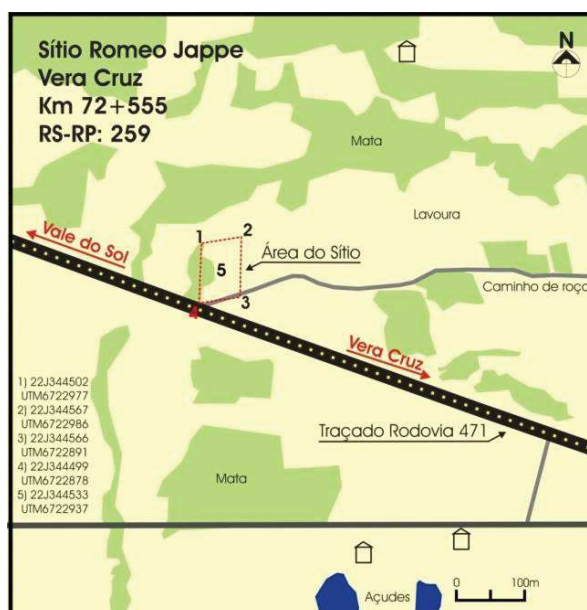 Sítio Romeo Jappe
Vera Cruz
Km 72+555
RS-RP: 259
N
Mata
Lavoura
Vale do Sol
1
2
5
Área do Sítio
3
4
Caminho de roça
Vera Cruz
1) 22J344502
UTM6722977
2) 22J344567
UTM6722986
3) 22J344566
UTM6722891
4) 22J344499
UTM6722878
5) 22J344533
UTM6722937
Traçado Rodovia 471
Mata
Açudes
0 100m